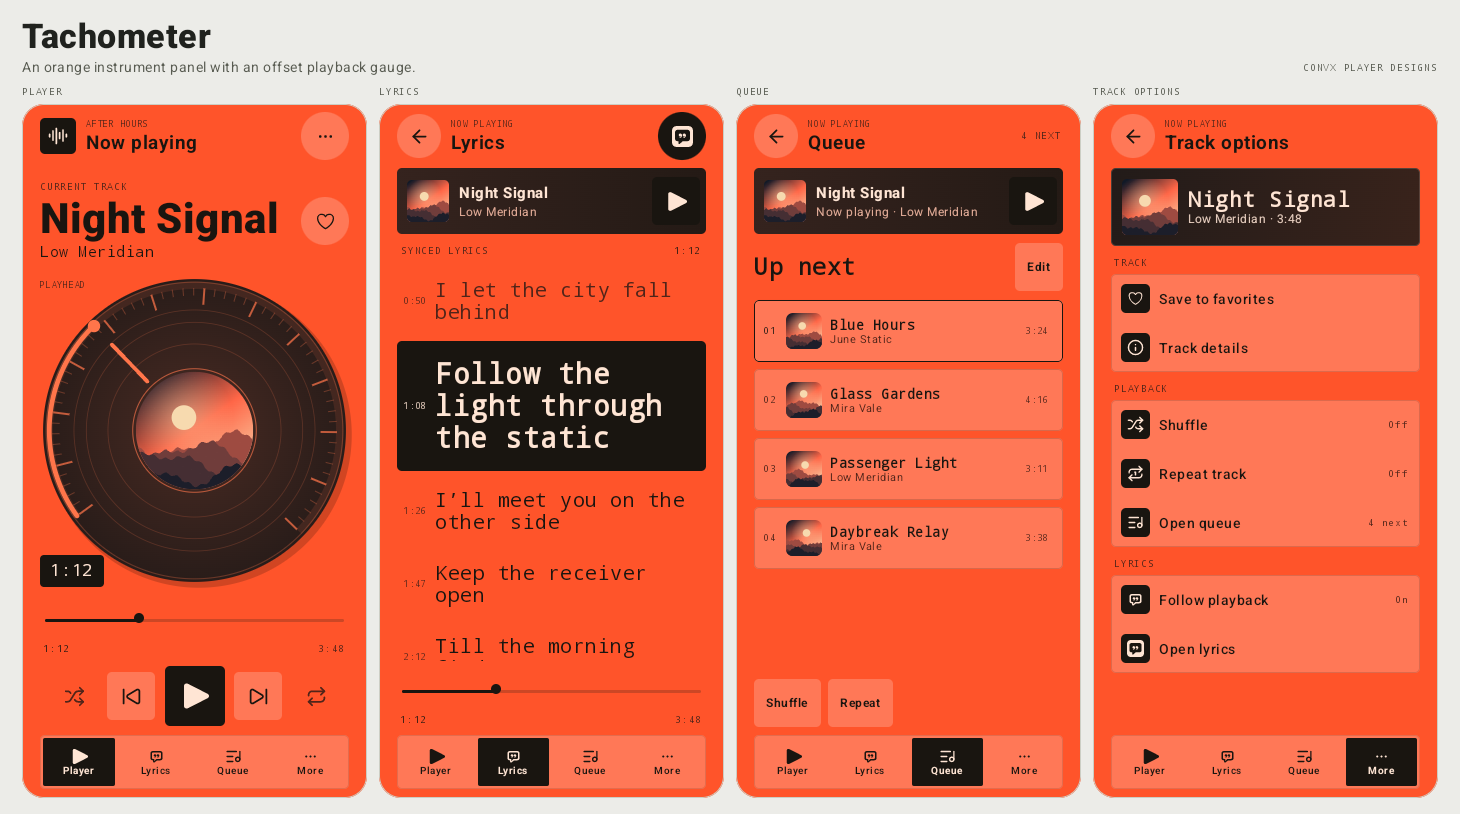 Tachometer
An orange instrument panel with an offset playback gauge.
CONVX PLAYER DESIGNS
PLAYER
AFTER HOURS
Now playing
CURRENT TRACK
Night Signal
Low Meridian
PLAYHEAD
1:12
1:12
3:48
Player
Lyrics
Queue
More
LYRICS
NOW PLAYING
Lyrics
Night Signal
Low Meridian
SYNCED LYRICS
1:12
0:50
I let the city fall
behind
1:08
Follow the
light through
the static
1:26
I’ll meet you on the
other side
1:47
Keep the receiver
open
2:12
Till the morning
1:12
3:48
Player
Lyrics
Queue
More
QUEUE
NOW PLAYING
Queue
4 NEXT
Night Signal
Now playing · Low Meridian
Up next
Edit
01
Blue Hours
June Static
3:24
02
Glass Gardens
Mira Vale
4:16
03
Passenger Light
Low Meridian
3:11
04
Daybreak Relay
Mira Vale
3:38
Shuffle
Repeat
Player
Lyrics
Queue
More
TRACK OPTIONS
NOW PLAYING
Track options
Night Signal
Low Meridian · 3:48
TRACK
Save to favorites
Track details
PLAYBACK
Shuffle
Off
Repeat track
Off
Open queue
4 next
LYRICS
Follow playback
On
Open lyrics
Player
Lyrics
Queue
More